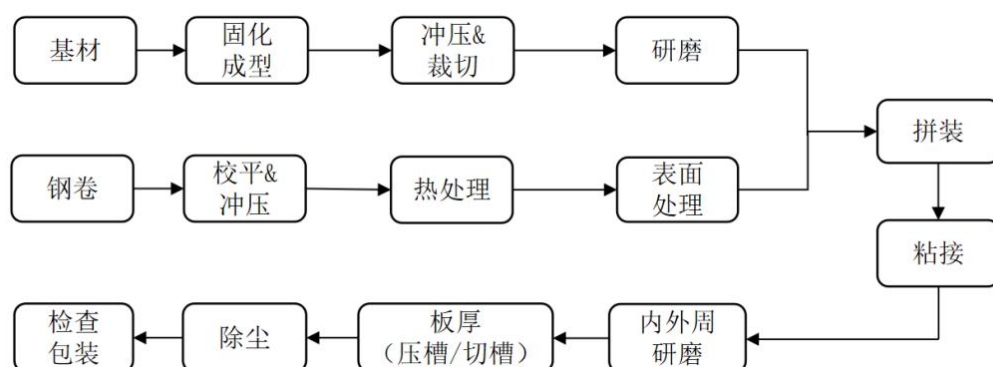 基材
固化
成型
冲压&
裁切
研磨
拼装
钢卷
校平&
冲压
热处理
表面
处理
粘接
检查
包装
除尘
板厚
（压槽/切槽）
内外周
研磨